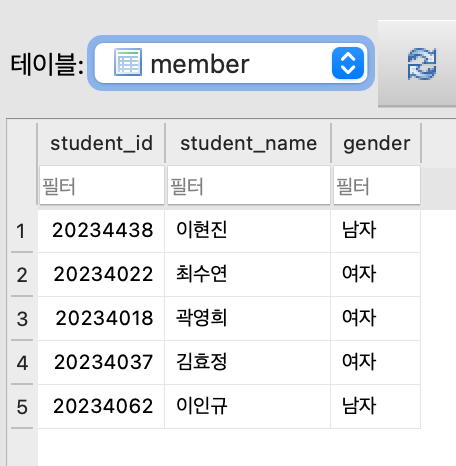 테이블: member
student_id student_name gender
필터 필터 필터
1 20234438 이현진 남자
2 20234022 최수연 여자
3 20234018 곽영희 여자
4 20234037 김효정 여자
5 20234062 이인규 남자